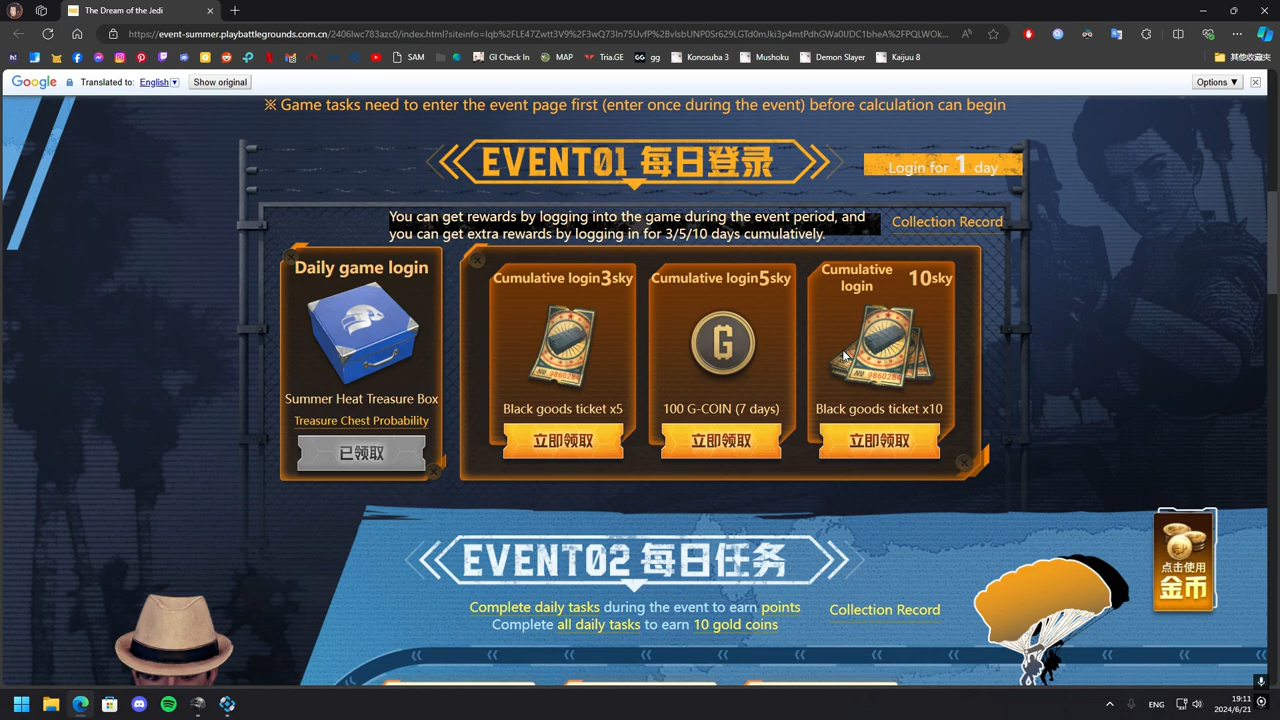 The Dream of the Jedi
https://event-summer.playbattlegrounds.com.cn/2406lwc783azc0/index.html?siteinfo=
SAM
GI Check In
MAP
Tria.GE
gg
Konosuba 3
Mushoku
Demon Slayer
Kaijuu 8
其他收藏夹
Google
Translated to: English
Show original
Options ▼
※ Game tasks need to enter the event page first (enter once during the event) before calculation can begin
EVENT01 每日登录
Login for 1 day
You can get rewards by logging into the game during the event period, and
you can get extra rewards by logging in for 3/5/10 days cumulatively.
Collection Record
Daily game login
Summer Heat Treasure Box
Treasure Chest Probability
已领取
Cumulative login3sky
Black goods ticket x5
立即领取
Cumulative login5sky
G
100 G-COIN (7 days)
立即领取
Cumulative
login 10sky
Black goods ticket x10
立即领取
EVENT02 每日任务
Complete daily tasks during the event to earn points
Complete all daily tasks to earn 10 gold coins
Collection Record
点击使用
金币
ENG
19:11
2024/6/21